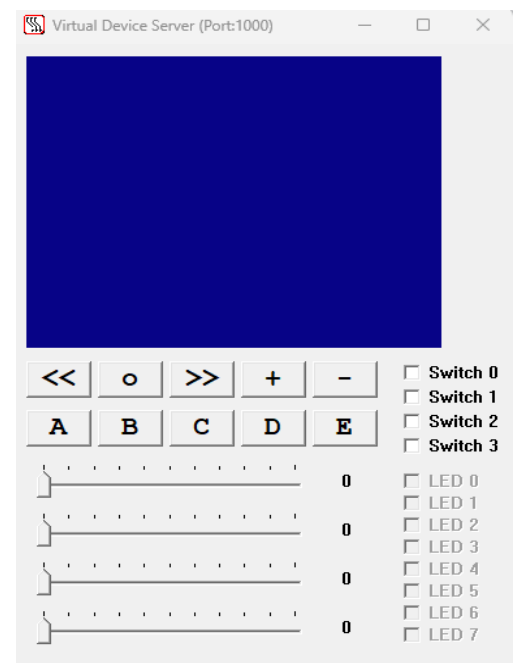 Virtual Device Server (Port:1000)
<< o >> + -
A B C D E
Switch 0
Switch 1
Switch 2
Switch 3
0
0
0
0
LED 0
LED 1
LED 2
LED 3
LED 4
LED 5
LED 6
LED 7